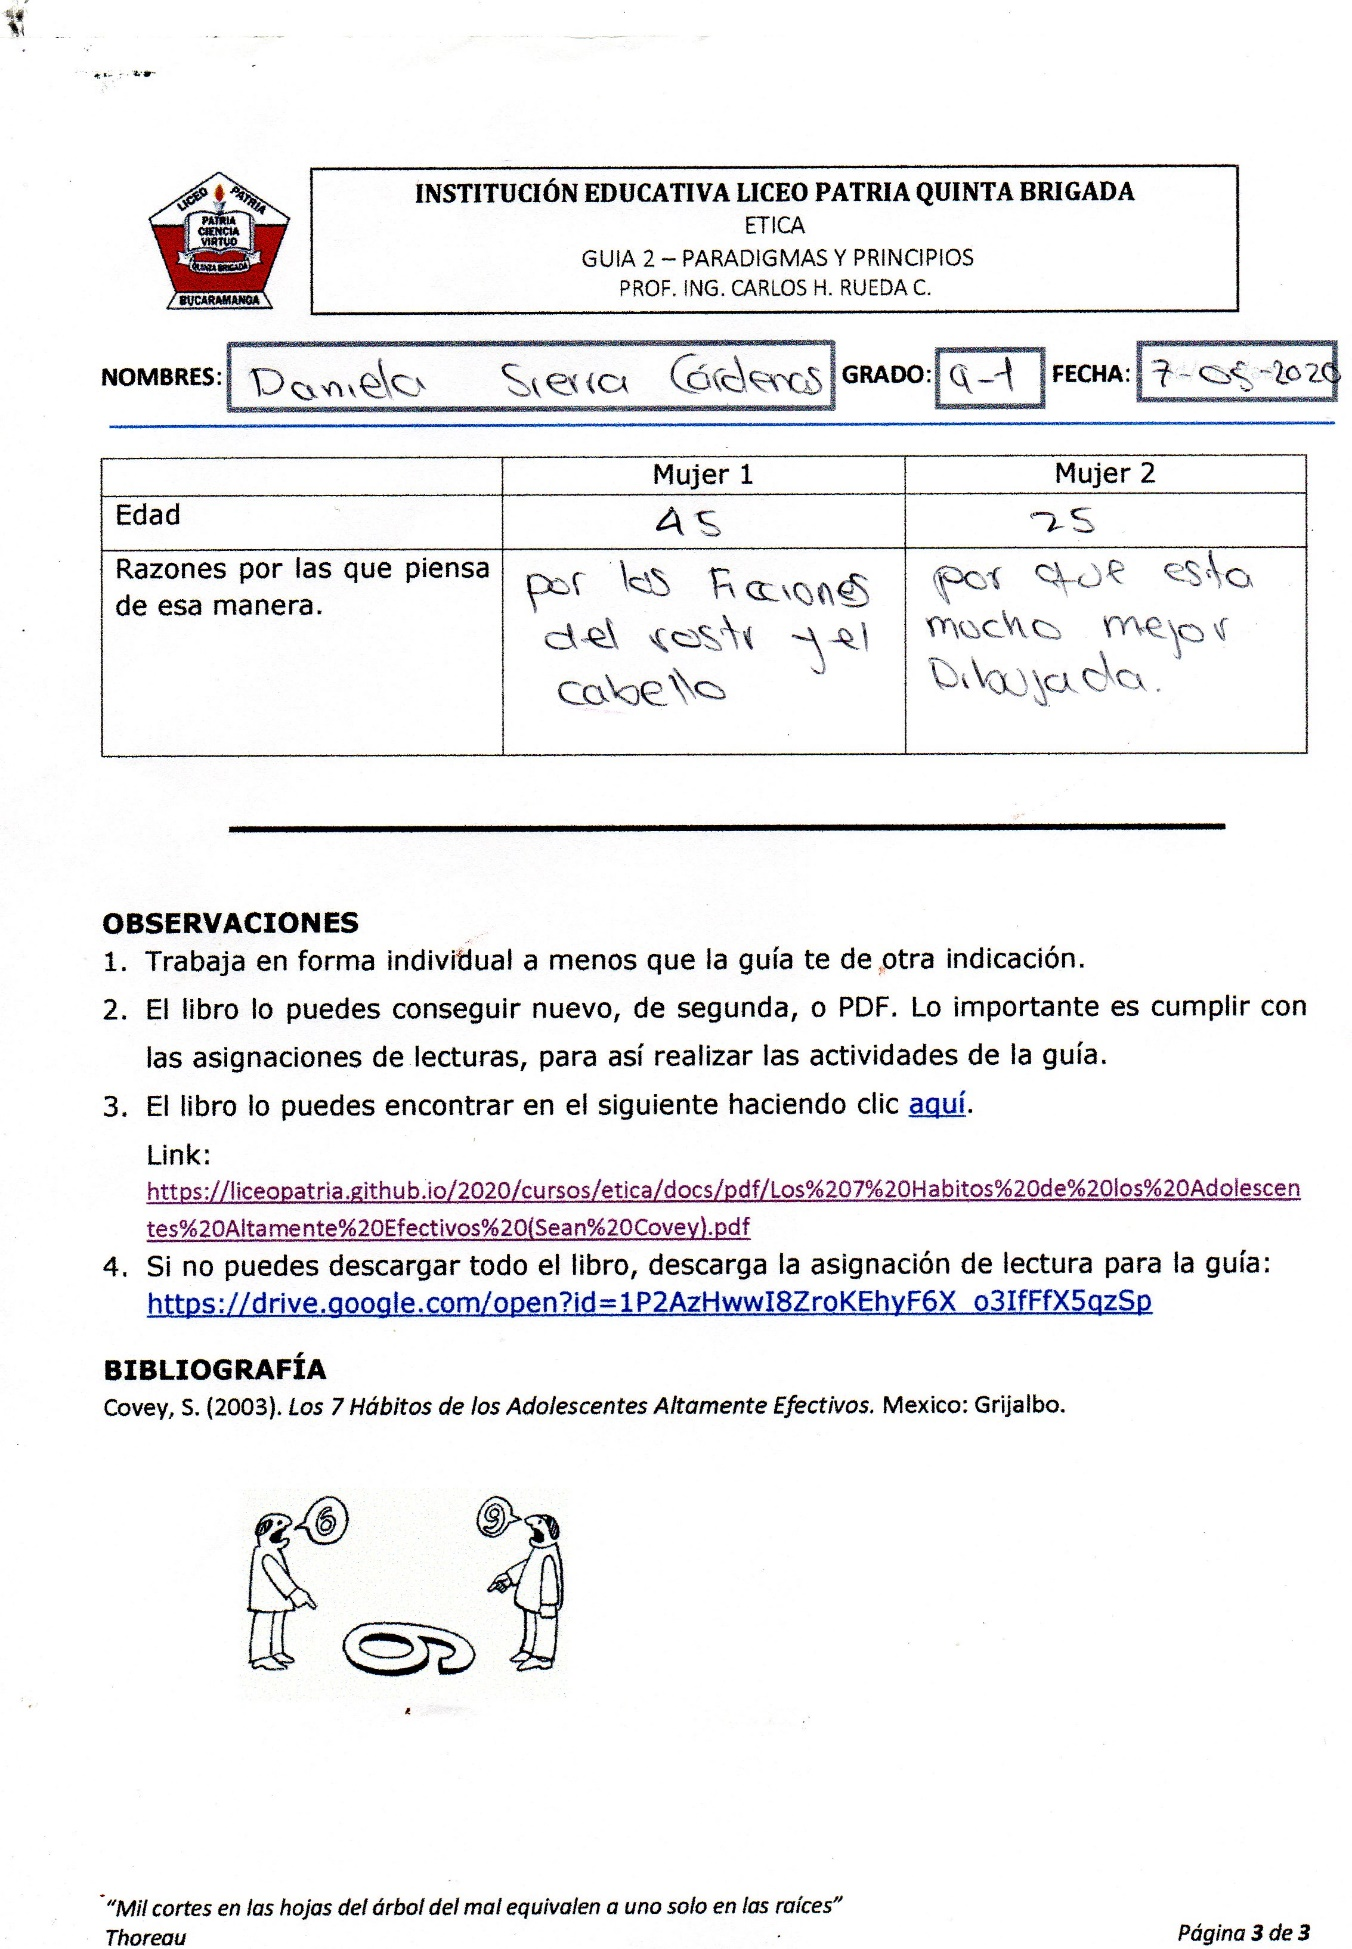 LICEO PATRIA
PATRIA
CIENCIA
VIRTUD
QUINTA BRIGADA
BUCARAMANGA
INSTITUCIÓN EDUCATIVA LICEO PATRIA QUINTA BRIGADA
ETICA
GUIA 2 – PARADIGMAS Y PRINCIPIOS
PROF. ING. CARLOS H. RUEDA C.
NOMBRES: Daniela Sierra Cárdenas GRADO: 9-1 FECHA: 7-05-2020
Mujer 1 Mujer 2
Edad 45 25
Razones por las que piensa de esa manera.
por las Ficciones
del rostr y el
cabello
por que esta
mucho mejor
Dibujada.
OBSERVACIONES
1. Trabaja en forma individual a menos que la guía te de otra indicación.
2. El libro lo puedes conseguir nuevo, de segunda, o PDF. Lo importante es cumplir con
las asignaciones de lecturas, para así realizar las actividades de la guía.
3. El libro lo puedes encontrar en el siguiente haciendo clic aquí.
Link:
https://liceopatria.github.io/2020/cursos/etica/docs/pdf/Los%207%20Habitos%20de%20los%20Adolescen
tes%20Altamente%20Efectivos%20(Sean%20Covey).pdf
4. Si no puedes descargar todo el libro, descarga la asignación de lectura para la guía:
https://drive.google.com/open?id=1P2AzHwwI8ZroKEhyF6X_o3IfFfX5qzSp
BIBLIOGRAFÍA
Covey, S. (2003). Los 7 Hábitos de los Adolescentes Altamente Efectivos. Mexico: Grijalbo.
6 9
"Mil cortes en las hojas del árbol del mal equivalen a uno solo en las raíces"
Thoreau
Página 3 de 3